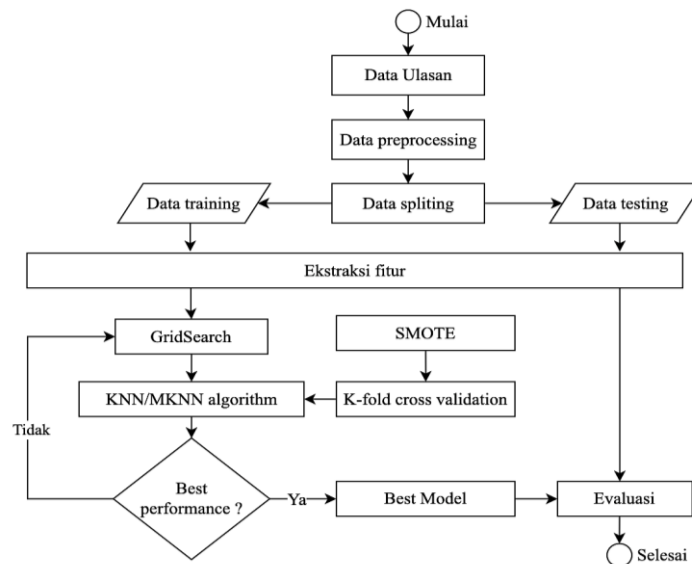 Mulai
Data Ulasan
Data preprocessing
Data training
Data spliting
Data testing
Ekstraksi fitur
GridSearch
SMOTE
KNN/MKNN algorithm
K-fold cross validation
Tidak
Best
performance ?
Ya
Best Model
Evaluasi
Selesai